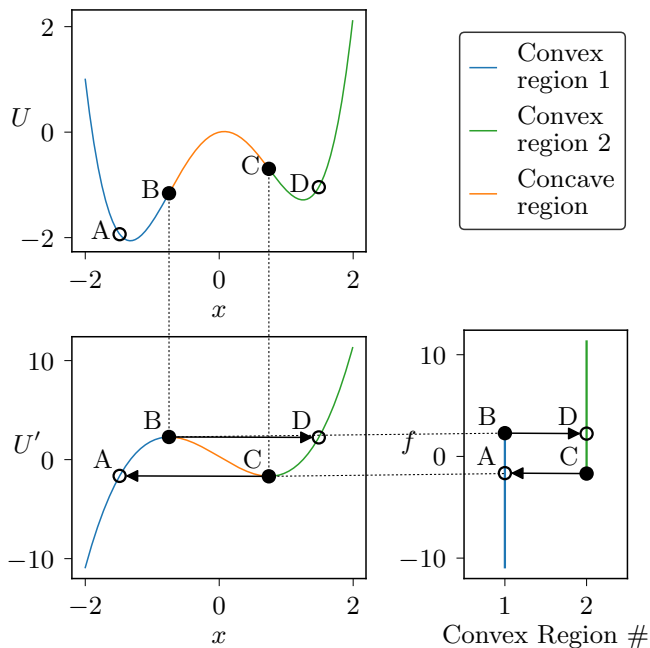 2
0
−2
U
A
B
C
D
−2 0 2
x
Convex
region 1
Convex
region 2
Concave
region
10
0
−10
U′
A
B
C
D
−2 0 2
x
10
0
−10
f
B
D
A
C
1 2
Convex Region #